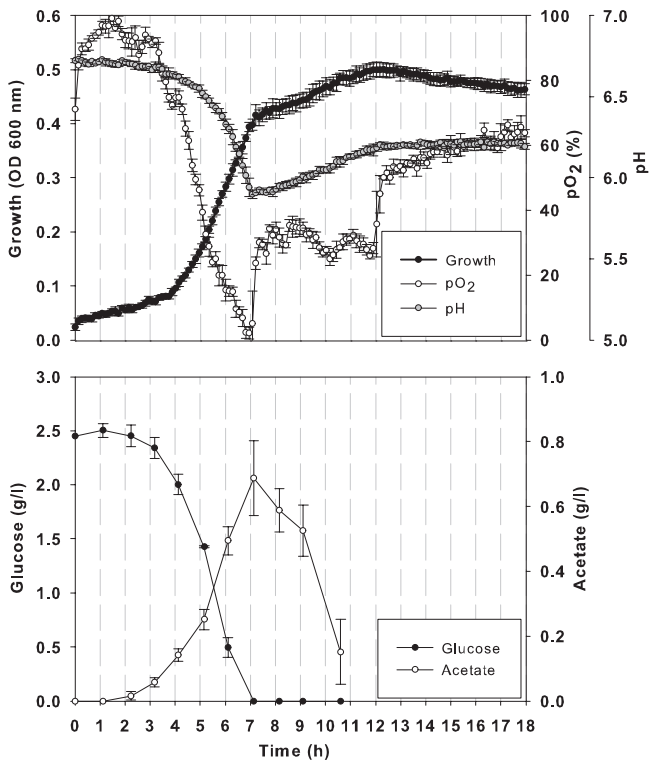 0.6
0.5
0.4
0.3
0.2
0.1
0.0
Growth (OD 600 nm)
100
80
60
40
20
0
pO2 (%)
7.0
6.5
6.0
5.5
5.0
pH
Growth
pO2
pH
3.0
2.5
2.0
1.5
1.0
0.5
0.0
Glucose (g/l)
1.0
0.8
0.6
0.4
0.2
0.0
Acetate (g/l)
Glucose
Acetate
0 1 2 3 4 5 6 7 8 9 10 11 12 13 14 15 16 17 18
Time (h)